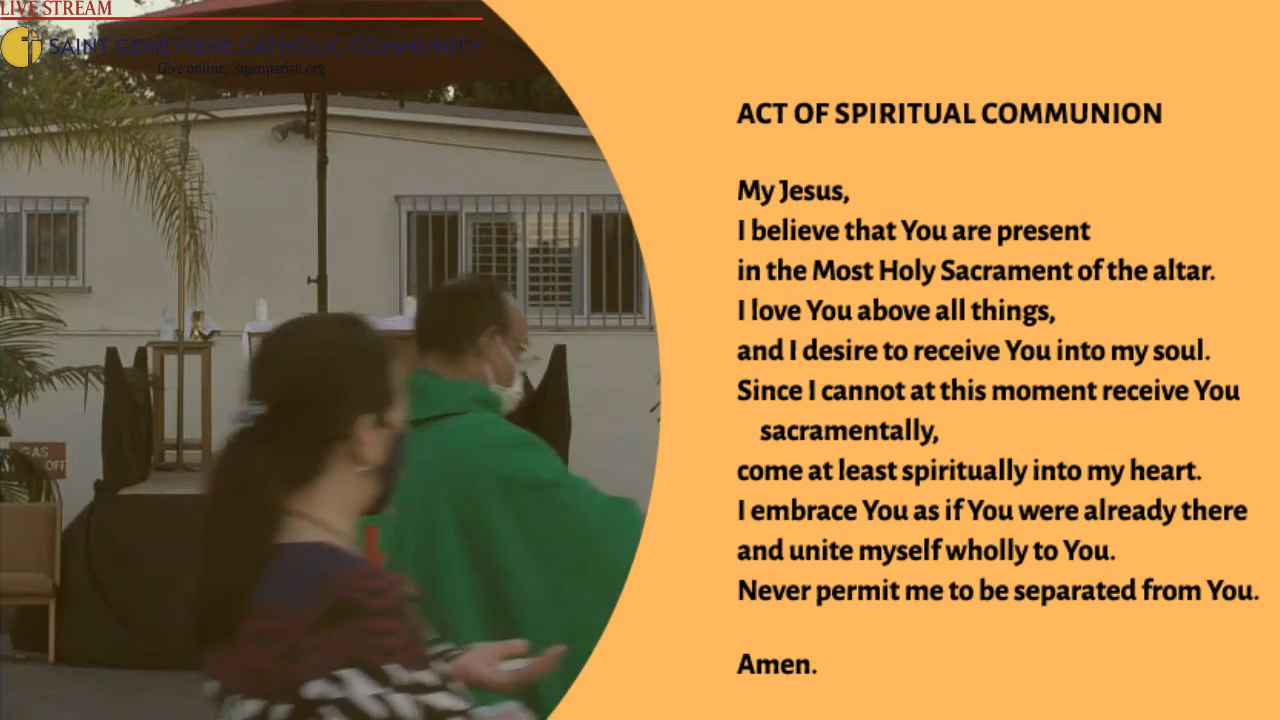 LIVE STREAM
SAINT GENEVIEVE CATHOLIC COMMUNITY
Give online: sigenparish.org
GAS
OFF
ACT OF SPIRITUAL COMMUNION
My Jesus,
I believe that You are present
in the Most Holy Sacrament of the altar.
I love You above all things,
and I desire to receive You into my soul.
Since I cannot at this moment receive You
sacramentally,
come at least spiritually into my heart.
I embrace You as if You were already there
and unite myself wholly to You.
Never permit me to be separated from You.
Amen.